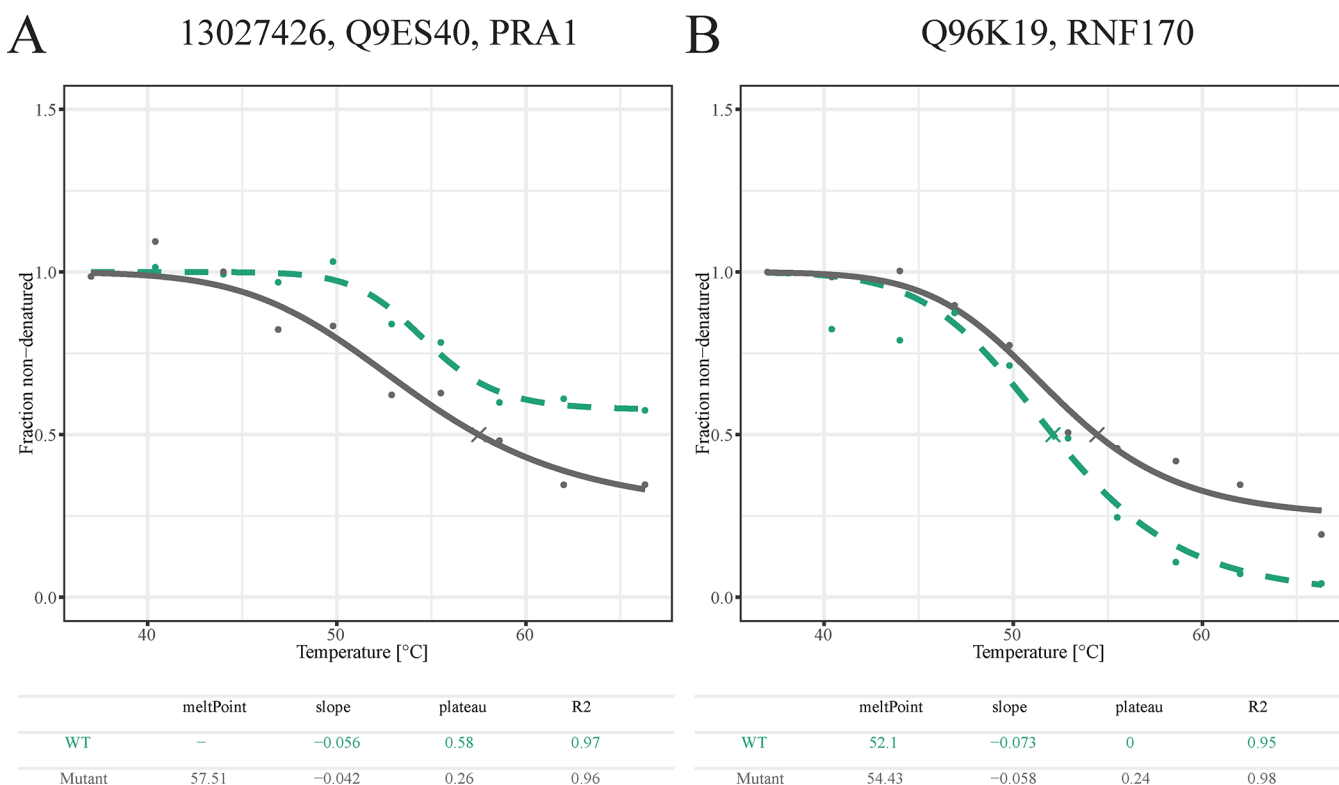 A 13027426, Q9ES40, PRA1
1.5
1.0
0.5
0.0
Fraction non−denatured
40 50 60
Temperature [°C]
meltPoint slope plateau R2
WT − −0.056 0.58 0.97
Mutant 57.51 −0.042 0.26 0.96
B Q96K19, RNF170
1.5
1.0
0.5
0.0
Fraction non−denatured
40 50 60
Temperature [°C]
meltPoint slope plateau R2
WT 52.1 −0.073 0 0.95
Mutant 54.43 −0.058 0.24 0.98